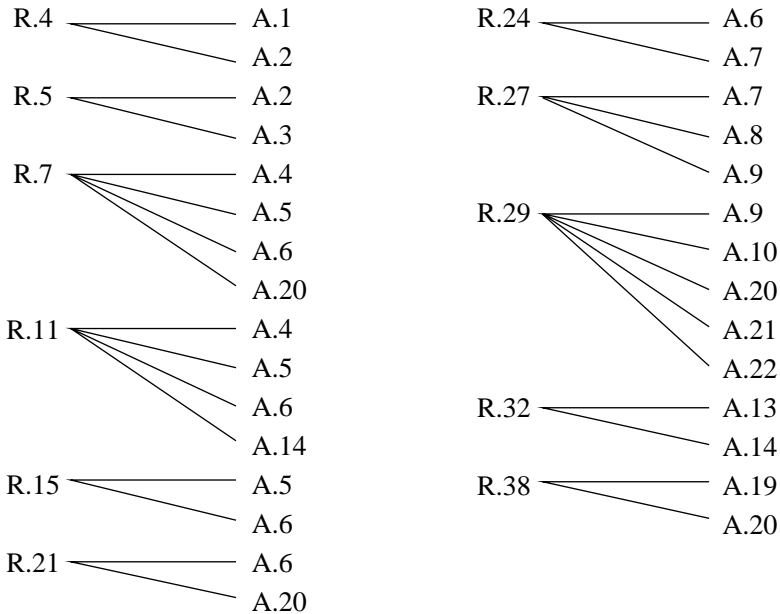 R.4 A.1
A.2
R.5 A.2
A.3
R.7 A.4
A.5
A.6
A.20
R.11 A.4
A.5
A.6
A.14
R.15 A.5
A.6
R.21 A.6
A.20
R.24 A.6
A.7
R.27 A.7
A.8
A.9
R.29 A.9
A.10
A.20
A.21
A.22
R.32 A.13
A.14
R.38 A.19
A.20